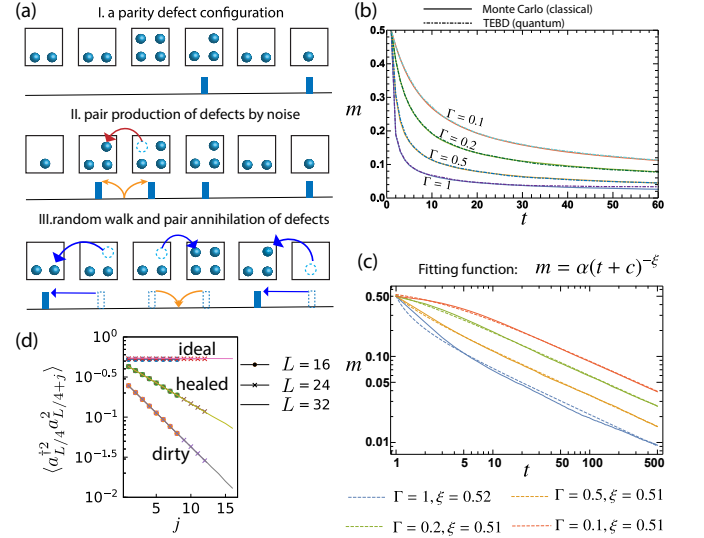 (a)
I. a parity defect configuration
II. pair production of defects by noise
III.random walk and pair annihilation of defects
Monte Carlo (classical)
TEBD (quantum)
(b)
m
0.5
0.4
0.3
0.2
0.1
0.0
Γ = 0.1
Γ = 0.2
Γ = 0.5
Γ = 1
0 10 20 30 40 50 60
t
(c)
Fitting function: m = α(t + c)^{−ξ}
m
0.50
0.10
0.05
0.01
1 5 10 50 100 500
t
Γ = 1, ξ = 0.52
Γ = 0.5, ξ = 0.51
Γ = 0.2, ξ = 0.51
Γ = 0.1, ξ = 0.51
(d)
⟨a^{†2}_{L/4} a^{2}_{L/4+j}⟩
10^0
10^{−0.5}
10^{−1}
10^{−1.5}
10^{−2}
ideal
healed
dirty
L = 16
L = 24
L = 32
5 10 15
j